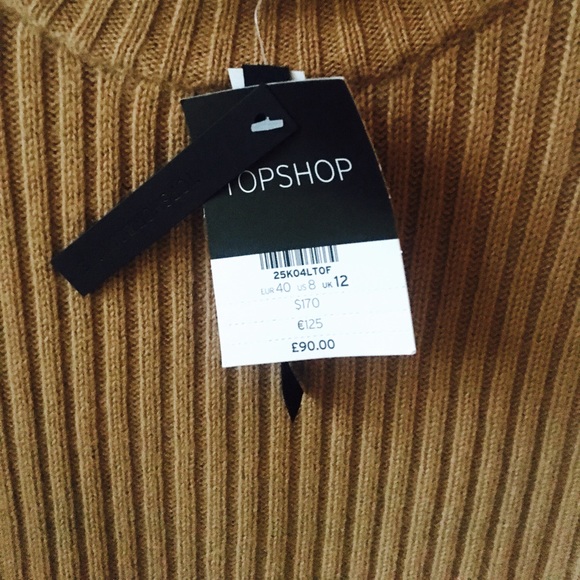 TOPSHOP
25K04LTOF
EUR 40 US 8 UK 12
$170
€125
£90.00